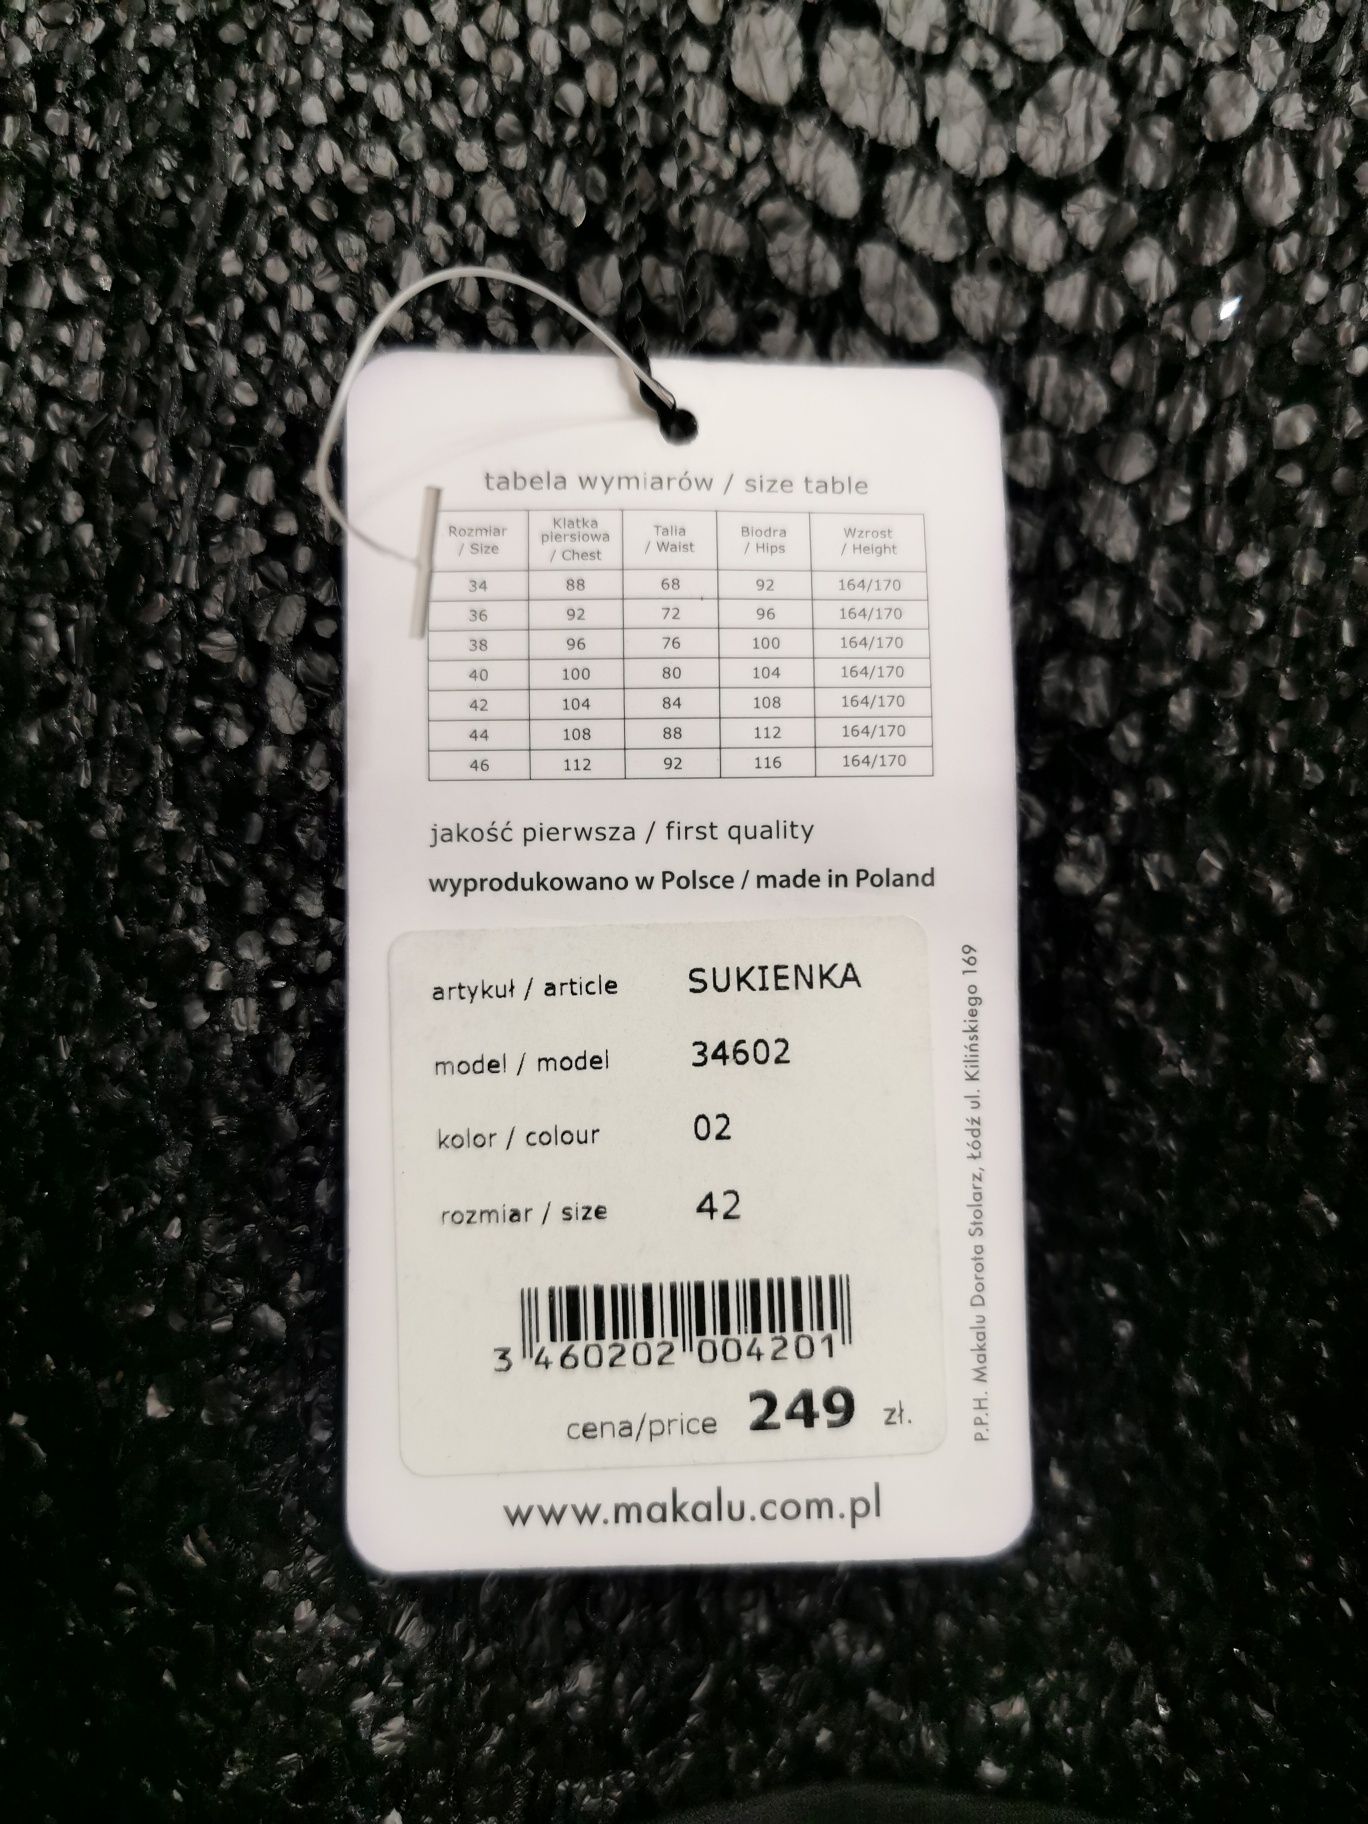 tabela wymiarów / size table
Rozmiar / Size Klatka piersiowa / Chest Talia / Waist Biodra / Hips Wzrost / Height
34 88 68 92 164/170
36 92 72 96 164/170
38 96 76 100 164/170
40 100 80 104 164/170
42 104 84 108 164/170
44 108 88 112 164/170
46 112 92 116 164/170
jakość pierwsza / first quality
wyprodukowano w Polsce / made in Poland
artykuł / article SUKIENKA
model / model 34602
kolor / colour 02
rozmiar / size 42
3 460202 004201
cena/price 249 zł.
www.makalu.com.pl
P.P.H. Makalu Dorota Stolarz, Łódź ul. Kilińskiego 169